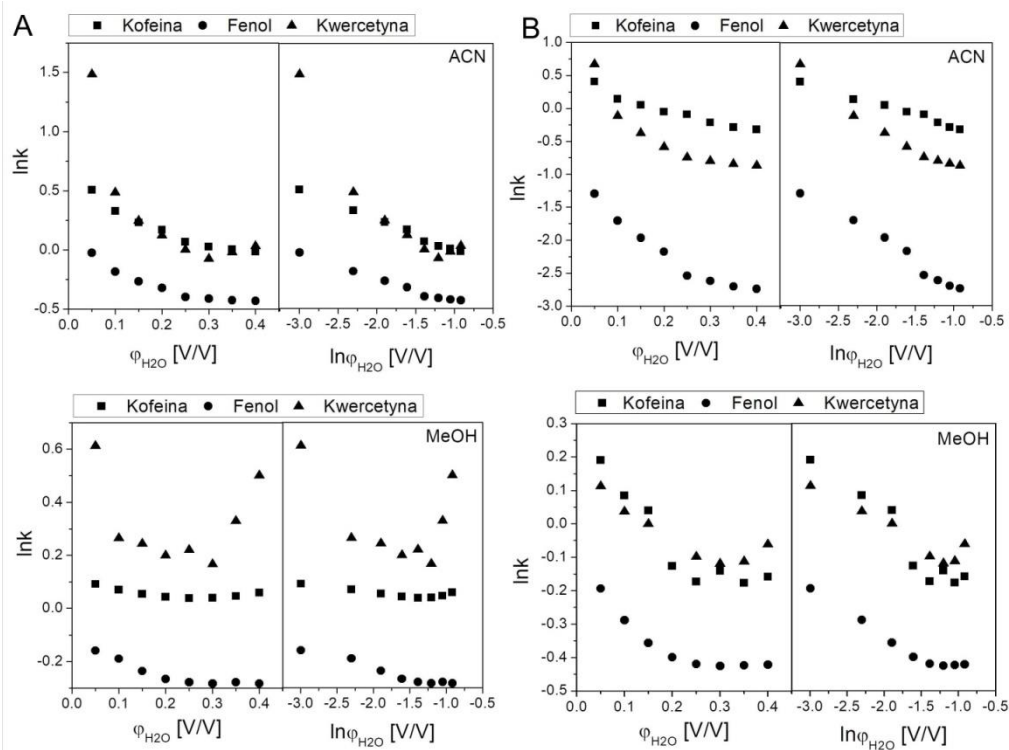 A
■ Kofeina ● Fenol ▲ Kwercetyna
ACN
lnk
1.5
1.0
0.5
0.0
-0.5
0.0 0.1 0.2 0.3 0.4 -3.0 -2.5 -2.0 -1.5 -1.0 -0.5
φH2O [V/V]
lnφH2O [V/V]
B
■ Kofeina ● Fenol ▲ Kwercetyna
ACN
lnk
1.0
0.5
0.0
-0.5
-1.0
-1.5
-2.0
-2.5
-3.0
0.0 0.1 0.2 0.3 0.4 -3.0 -2.5 -2.0 -1.5 -1.0 -0.5
φH2O [V/V]
lnφH2O [V/V]
■ Kofeina ● Fenol ▲ Kwercetyna
MeOH
lnk
0.6
0.4
0.2
0.0
-0.2
0.0 0.1 0.2 0.3 0.4 -3.0 -2.5 -2.0 -1.5 -1.0 -0.5
φH2O [V/V]
lnφH2O [V/V]
■ Kofeina ● Fenol ▲ Kwercetyna
MeOH
lnk
0.3
0.2
0.1
0.0
-0.1
-0.2
-0.3
-0.4
-0.5
0.0 0.1 0.2 0.3 0.4 -3.0 -2.5 -2.0 -1.5 -1.0 -0.5
φH2O [V/V]
lnφH2O [V/V]